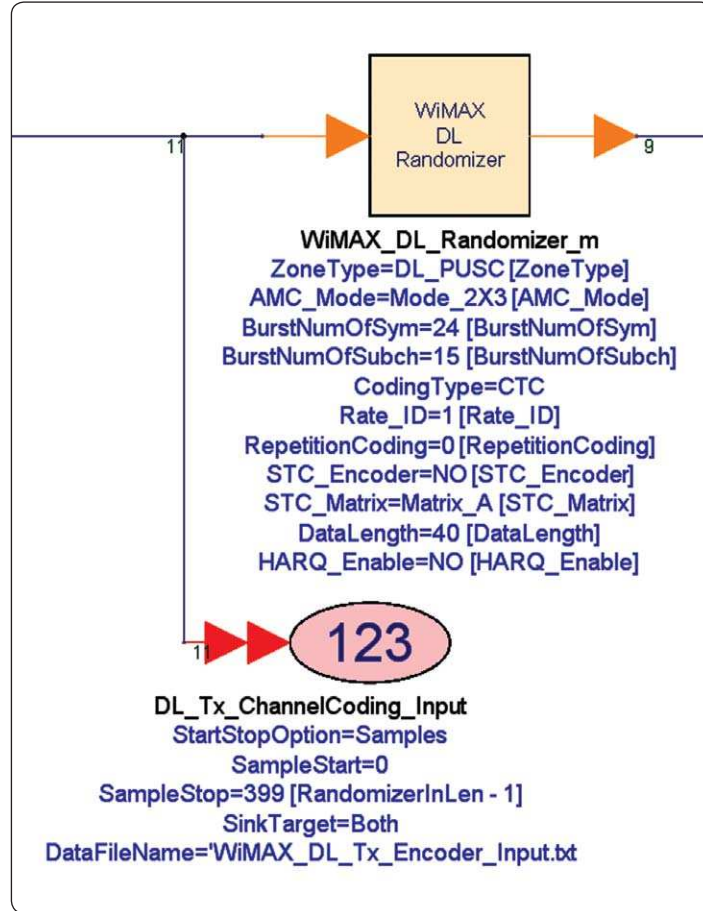 WiMAX
DL
Randomizer
11
9
WiMAX_DL_Randomizer_m
ZoneType=DL_PUSC [ZoneType]
AMC_Mode=Mode_2X3 [AMC_Mode]
BurstNumOfSym=24 [BurstNumOfSym]
BurstNumOfSubch=15 [BurstNumOfSubch]
CodingType=CTC
Rate_ID=1 [Rate_ID]
RepetitionCoding=0 [RepetitionCoding]
STC_Encoder=NO [STC_Encoder]
STC_Matrix=Matrix_A [STC_Matrix]
DataLength=40 [DataLength]
HARQ_Enable=NO [HARQ_Enable]
11
123
DL_Tx_ChannelCoding_Input
StartStopOption=Samples
SampleStart=0
SampleStop=399 [RandomizerInLen - 1]
SinkTarget=Both
DataFileName='WiMAX_DL_Tx_Encoder_Input.txt